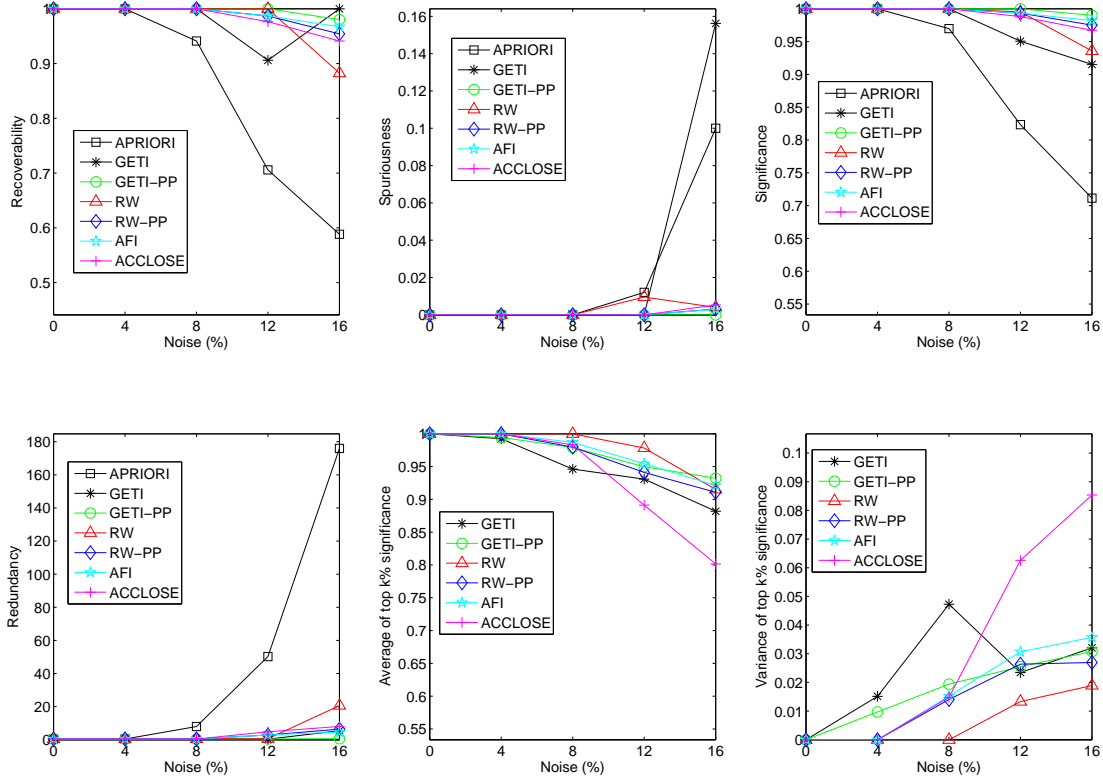 1
0.9
0.8
0.7
0.6
0.5
0 4 8 12 16
Noise (%)
Recoverability
APRIORI
GETI
GETI−PP
RW
RW−PP
AFI
ACCLOSE
0.16
0.14
0.12
0.1
0.08
0.06
0.04
0.02
0
0 4 8 12 16
Noise (%)
Spuriousness
APRIORI
GETI
GETI−PP
RW
RW−PP
AFI
ACCLOSE
1
0.95
0.9
0.85
0.8
0.75
0.7
0.65
0.6
0.55
0 4 8 12 16
Noise (%)
Significance
APRIORI
GETI
GETI−PP
RW
RW−PP
AFI
ACCLOSE
180
160
140
120
100
80
60
40
20
0
0 4 8 12 16
Noise (%)
Redundancy
APRIORI
GETI
GETI−PP
RW
RW−PP
AFI
ACCLOSE
1
0.95
0.9
0.85
0.8
0.75
0.7
0.65
0.6
0.55
0 4 8 12 16
Noise (%)
Average of top k% significance
GETI
GETI−PP
RW
RW−PP
AFI
ACCLOSE
0.1
0.09
0.08
0.07
0.06
0.05
0.04
0.03
0.02
0.01
0
0 4 8 12 16
Noise (%)
Variance of top k% significance
GETI
GETI−PP
RW
RW−PP
AFI
ACCLOSE